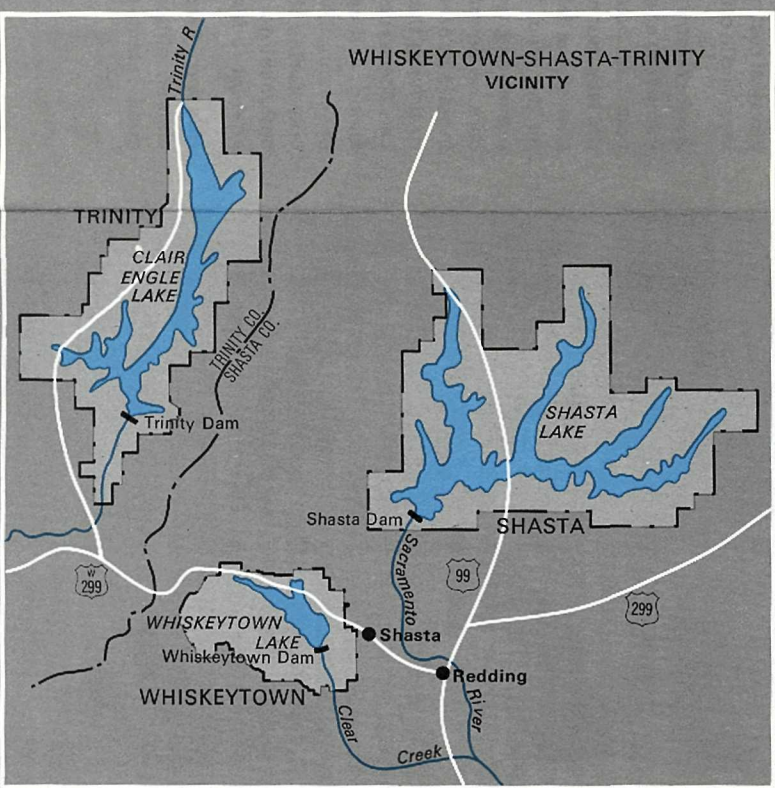 WHISKEYTOWN-SHASTA-TRINITY
VICINITY
Trinity R
TRINITY
CLAIR
ENGLE
LAKE
TRINITY CO.
SHASTA CO.
Trinity Dam
SHASTA
LAKE
Shasta Dam
SHASTA
Sacramento
99
W
299
299
WHISKEYTOWN
LAKE
Shasta
Whiskeytown Dam
Redding
WHISKEYTOWN
River
Clear
Creek